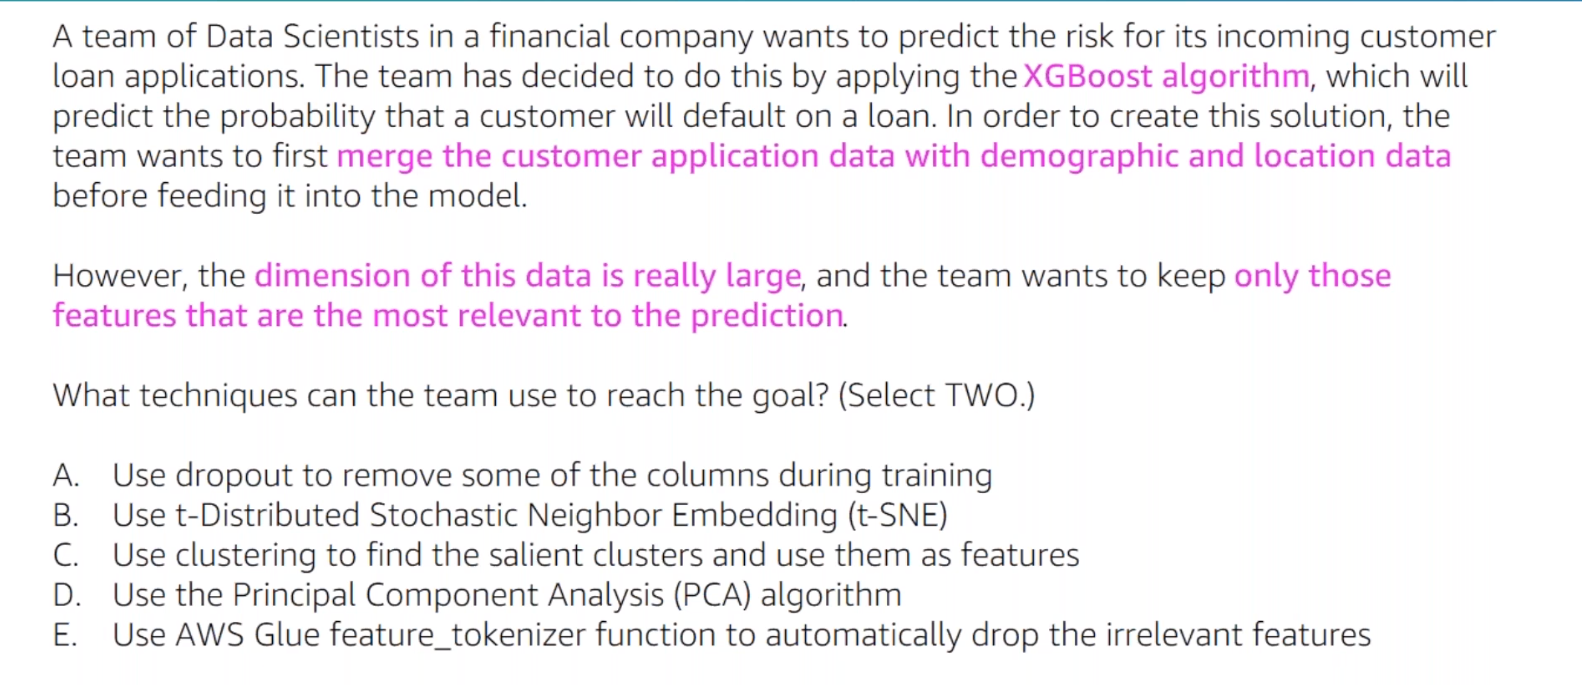 A team of Data Scientists in a financial company wants to predict the risk for its incoming customer
loan applications. The team has decided to do this by applying the XGBoost algorithm, which will
predict the probability that a customer will default on a loan. In order to create this solution, the
team wants to first merge the customer application data with demographic and location data
before feeding it into the model.
However, the dimension of this data is really large, and the team wants to keep only those
features that are the most relevant to the prediction.
What techniques can the team use to reach the goal? (Select TWO.)
A. Use dropout to remove some of the columns during training
B. Use t-Distributed Stochastic Neighbor Embedding (t-SNE)
C. Use clustering to find the salient clusters and use them as features
D. Use the Principal Component Analysis (PCA) algorithm
E. Use AWS Glue feature_tokenizer function to automatically drop the irrelevant features